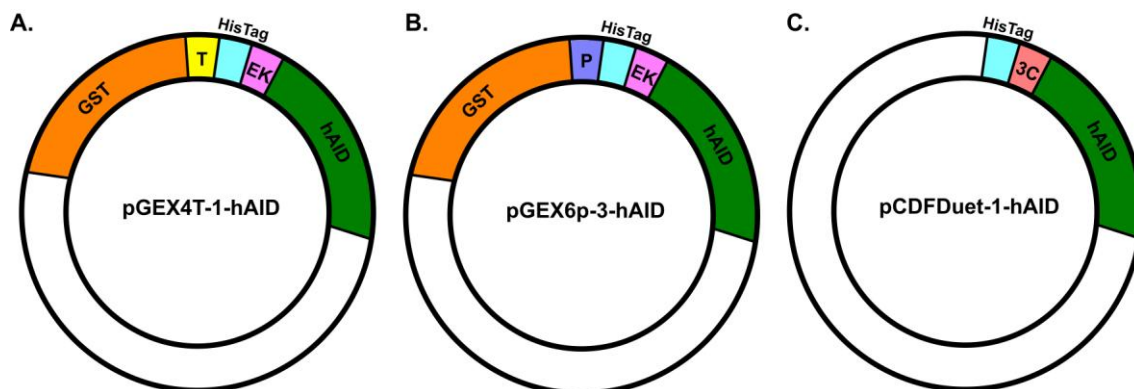 A.
GST
T
HisTag
EK
hAID
pGEX4T-1-hAID
B.
GST
P
HisTag
EK
hAID
pGEX6p-3-hAID
C.
HisTag
3C
hAID
pCDFDuet-1-hAID